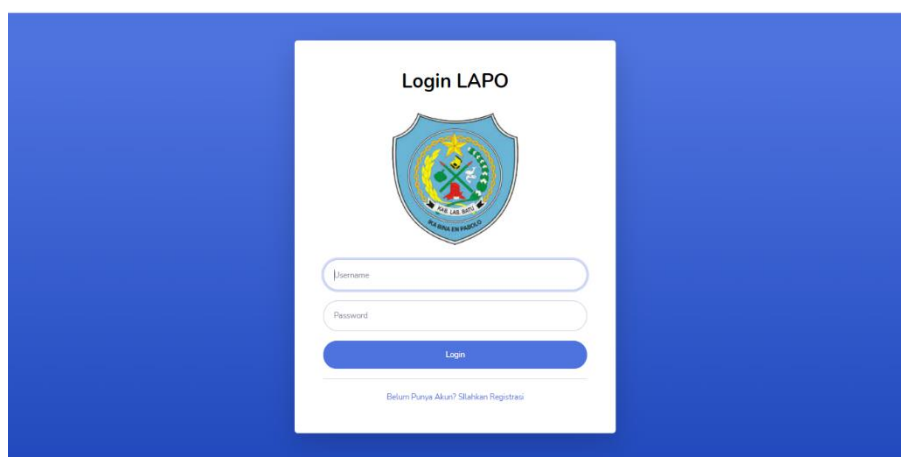 Login LAPO
KAB. LAB. BATU
IKA BINA EN PABOLO
Username
Password
Login
Belum Punya Akun? SIlahkan Registrasi